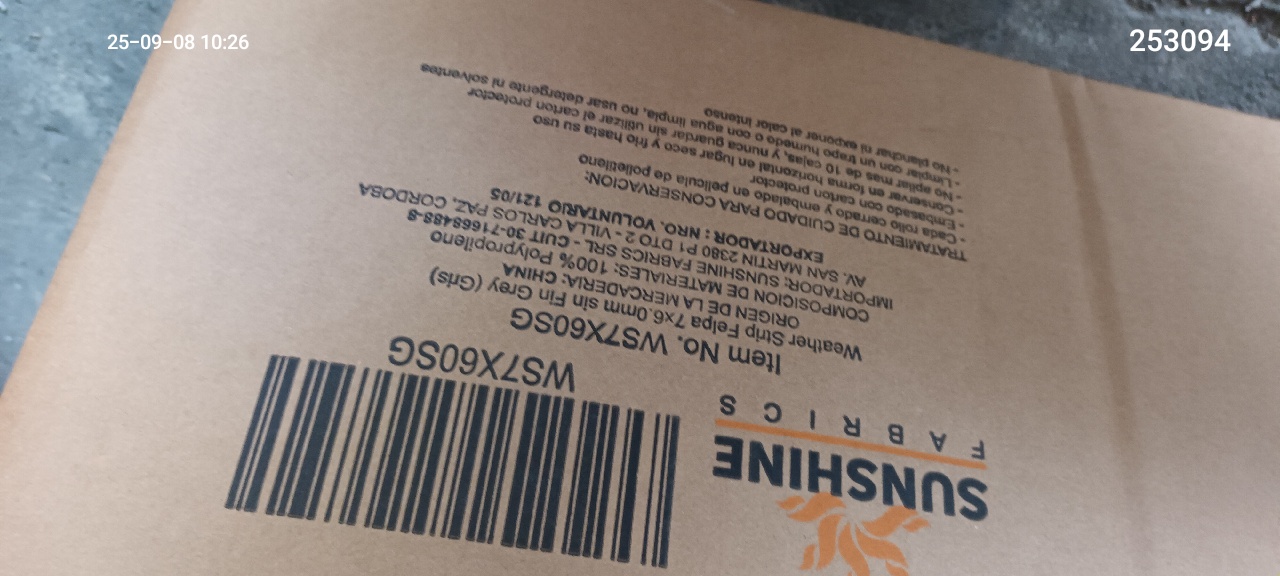 25-09-08 10:26
253094
SUNSHINE
FABRICS
WS7X60SG
Item No. WS7X60SG
Weather Strip Felpa 7x6.0mm sin Fin Grey (Gris)
ORIGEN DE LA MERCADERIA: CHINA
COMPOSICION DE MATERIALES: 100% Polypropileno
IMPORTADOR: SUNSHINE FABRICS SRL - CUIT 30-71668488-8
AV. SAN MARTIN 2380 P1 DTO 2 - VILLA CARLOS PAZ, CORDOBA
EXPORTADOR : NRO. VOLUNTARIO 121/05
TRATAMIENTO DE CUIDADO PARA CONSERVACION:
- Cada rollo cerrado y embalado en pelicula de polietileno
- Embasado con carton protector
- Conservar en forma horizontal en lugar seco y frio hasta su uso
- No apilar mas de 10 cajas, y nunca guardar sin utilizar el carton protector
- Limpiar con un trapo humedo o con agua limpia, no usar detergente ni solventes
- No planchar ni exponer al calor intenso